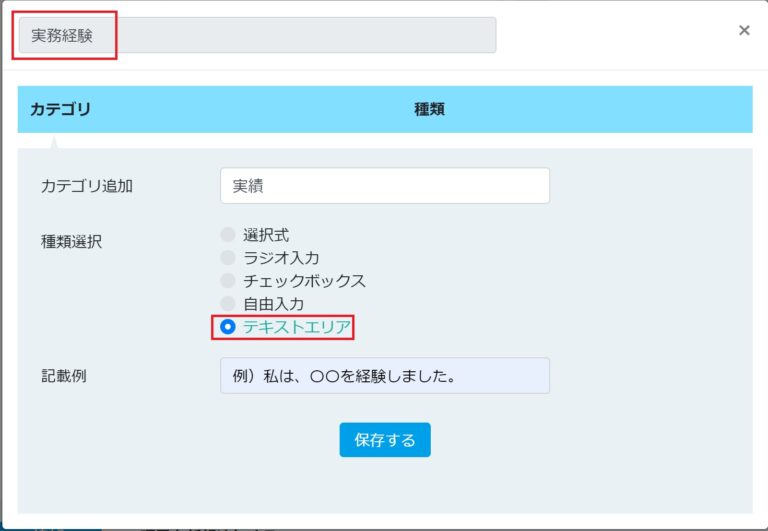 実務経験
×
カテゴリ 種類
カテゴリ追加 実績
種類選択 選択式
ラジオ入力
チェックボックス
自由入力
テキストエリア
記載例 例）私は、〇〇を経験しました。
保存する